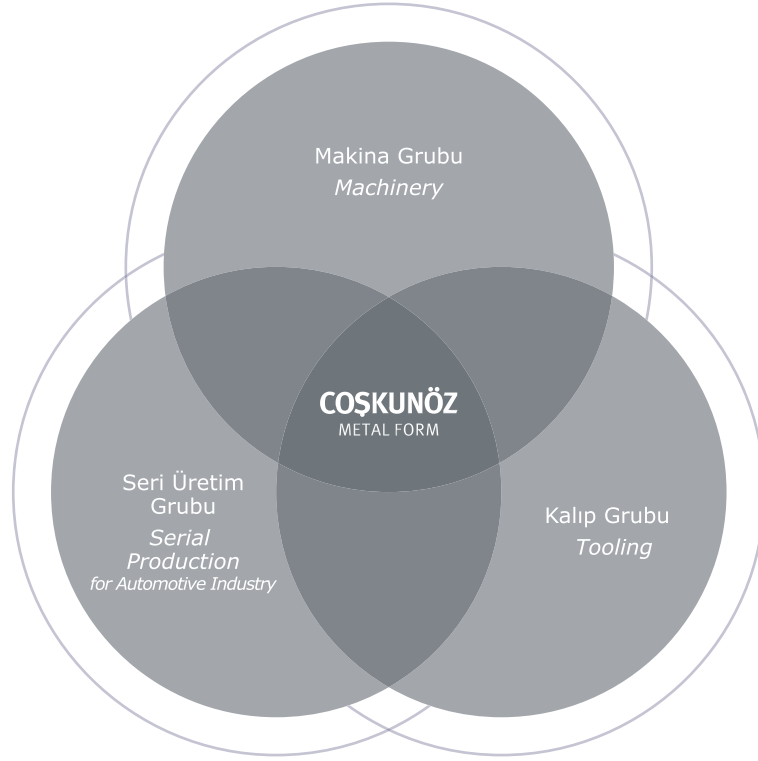 Makina Grubu
Machinery
COŞKUNÖZ
METAL FORM
Seri Üretim
Grubu
Serial
Production
for Automotive Industry
Kalıp Grubu
Tooling